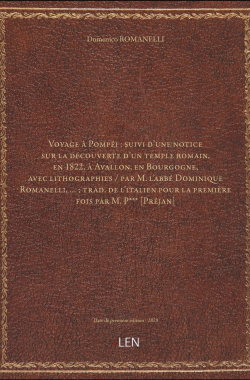 Domenico ROMANELLI
VOYAGE À POMPÉI : SUIVI D'UNE NOTICE
SUR LA DÉCOUVERTE D'UN TEMPLE ROMAIN,
EN 1822, À AVALLON, EN BOURGOGNE,
AVEC LITHOGRAPHIES / PAR M. L'ABBÉ DOMINIQUE
ROMANELLI, ... ; TRAD. DE L'ITALIEN POUR LA PREMIÈRE
FOIS PAR M. P*** [PRÉJAN]
Date de première édition :
LEN